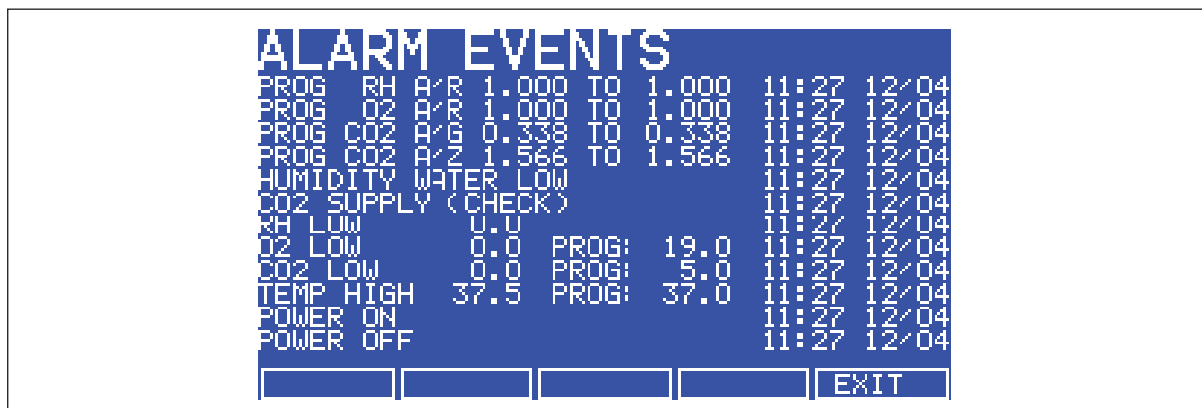 ALARM EVENTS
PROG RH A/R 1.000 TO 1.000 11:27 12/04
PROG O2 A/R 1.000 TO 1.000 11:27 12/04
PROG CO2 A/G 0.338 TO 0.338 11:27 12/04
PROG CO2 A/Z 1.566 TO 1.566 11:27 12/04
HUMIDITY WATER LOW 11:27 12/04
CO2 SUPPLY (CHECK) 11:27 12/04
RH LOW 0.0 11:27 12/04
O2 LOW 0.0 PROG: 19.0 11:27 12/04
CO2 LOW 0.0 PROG: 5.0 11:27 12/04
TEMP HIGH 37.5 PROG: 37.0 11:27 12/04
POWER ON 11:27 12/04
POWER OFF 11:27 12/04
EXIT